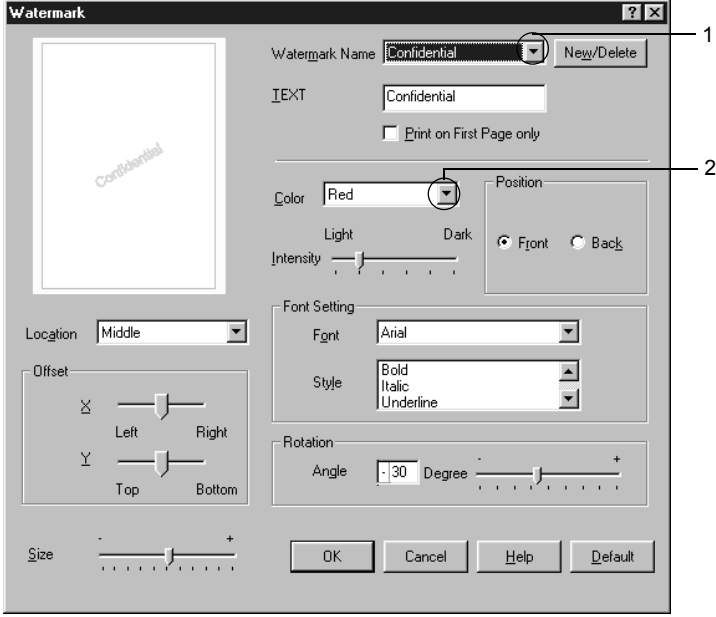 Watermark
1
Watermark Name Confidential New/Delete
TEXT Confidential
Print on First Page only
Confidential
2
Color Red
Position
Light Dark
Intensity
Front Back
Location Middle
Font Setting
Font Arial
Style Bold
Italic
Underline
Offset
X
Left Right
Y
Top Bottom
Rotation
Angle - 30 Degree - +
Size - +
OK Cancel Help Default